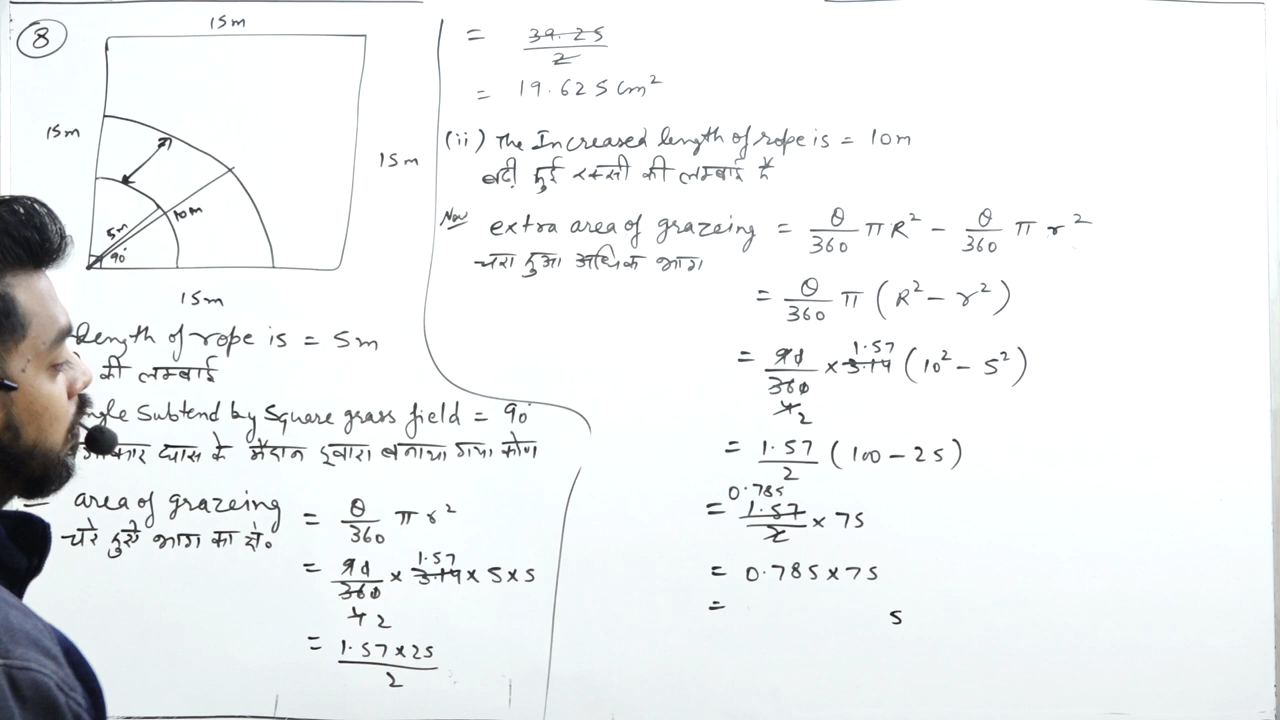 8
15m
15m
15m
5m
10m
90°
15m
Length of rope is = 5m
की लम्बाई
ngle Subtend by Square grass field = 90°
कार घास के मैदान द्वारा बनाया गया कोण
area of grazeing = θ/360 π r²
चरे हुये भाग का क्षे०
= 90/360 × 3.14 × 5 × 5
1.57
4 2
= 1.57 × 25 / 2
= 39.25 / 2
= 19.625 cm²
(ii) The Increased length of rope is = 10m
बढ़ी हुई रस्सी की लम्बाई है
Now extra area of grazeing = θ/360 π R² - θ/360 π r²
चरा हुआ अधिक भाग
= θ/360 π (R² - r²)
= 90/360 × 3.14 (10² - 5²)
1.57
4 2
= 1.57/2 (100 - 25)
0.785
= 1.57/2 × 75
= 0.785 × 75
= 5